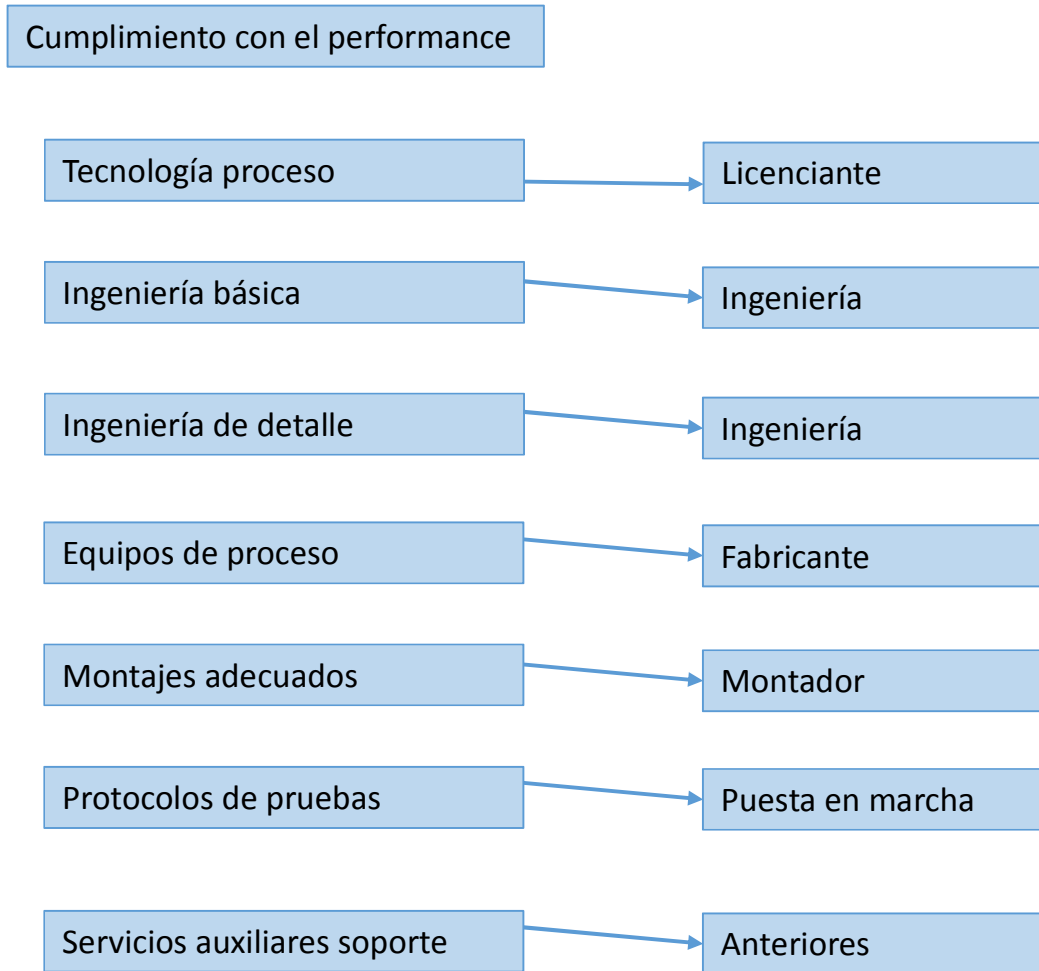 Cumplimiento con el performance
Tecnología proceso
Licenciante
Ingeniería básica
Ingeniería
Ingeniería de detalle
Ingeniería
Equipos de proceso
Fabricante
Montajes adecuados
Montador
Protocolos de pruebas
Puesta en marcha
Servicios auxiliares soporte
Anteriores